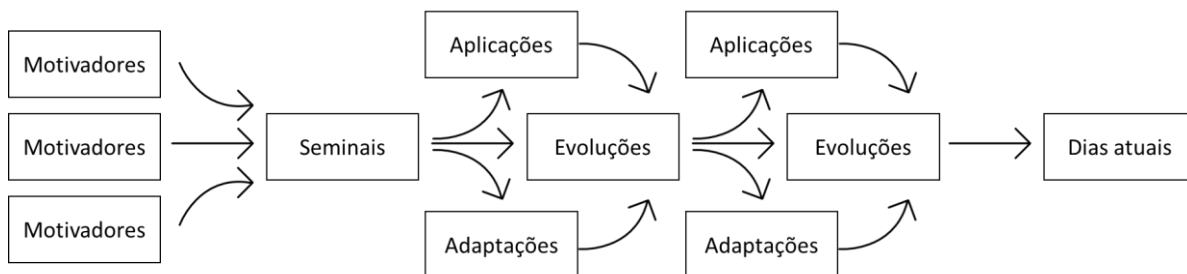 Motivadores
Motivadores
Motivadores
Seminais
Aplicações
Evoluções
Adaptações
Aplicações
Evoluções
Adaptações
Dias atuais